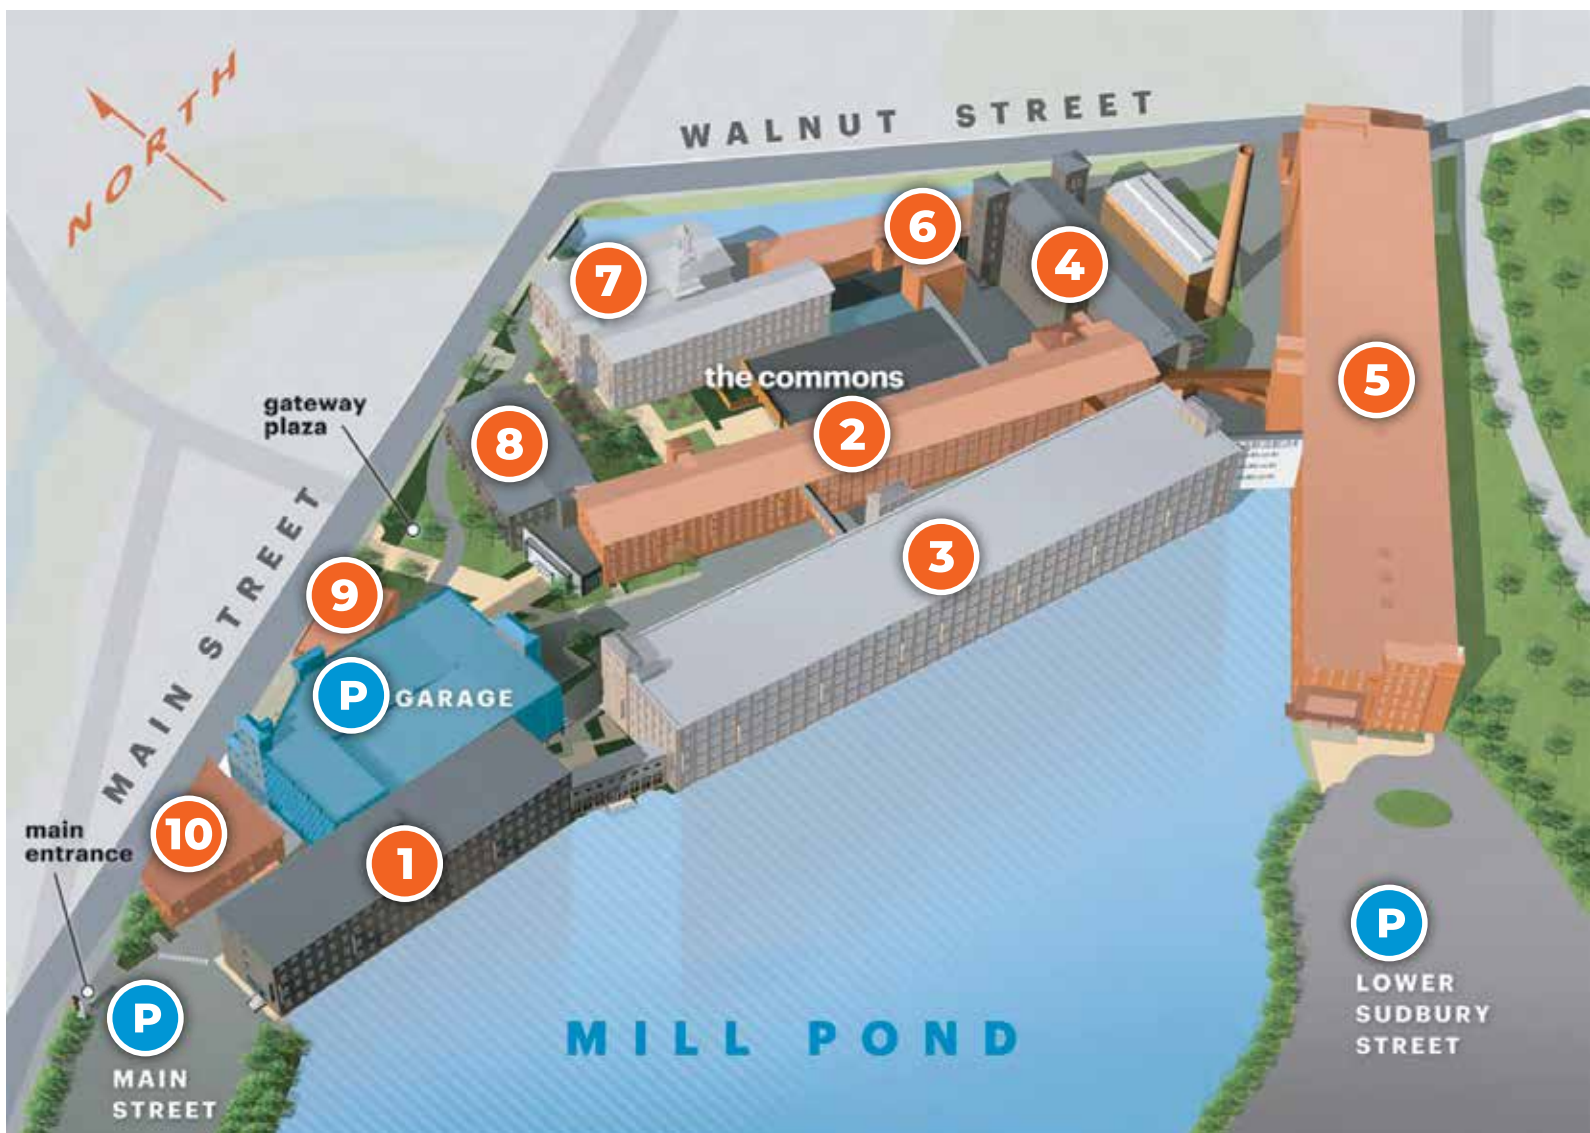 NORTH
WALNUT STREET
6
7
4
5
the commons
gateway
plaza
2
8
3
MAIN STREET
9
P GARAGE
main
entrance
10
1
P
LOWER
SUDBURY
STREET
P
MAIN
STREET
MILL POND